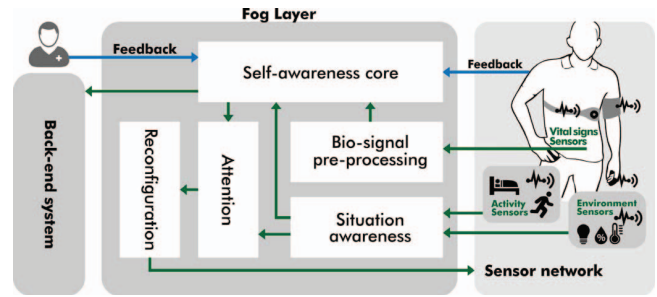 Fog Layer
Feedback
Self-awareness core
Feedback
Back-end system
Reconfiguration
Attention
Bio-signal
pre-processing
Vital signs
Sensors
Situation
awareness
Activity
Sensors
Environment
Sensors
%
Sensor network